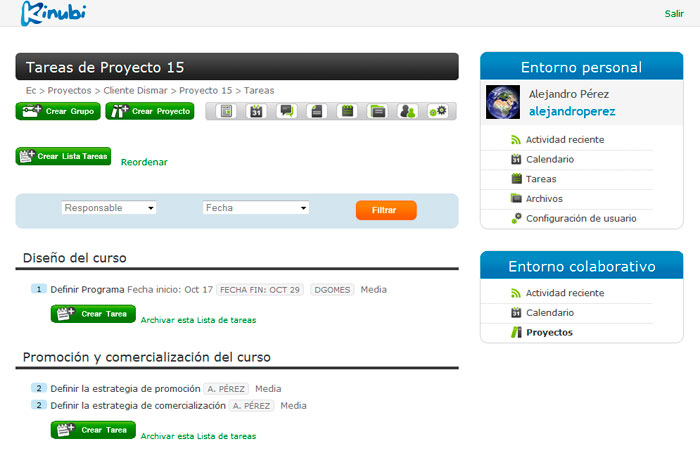 Kinubi
Salir
Tareas de Proyecto 15
Ec > Proyectos > Cliente Dismar > Proyecto 15 > Tareas
Crear Grupo Crear Proyecto 31
Crear Lista Tareas Reordenar
Responsable Fecha Filtrar
Diseño del curso
1 Definir Programa Fecha inicio: Oct 17 FECHA FIN: OCT 29 DGOMES Media
Crear Tarea Archivar esta Lista de tareas
Promoción y comercialización del curso
2 Definir la estrategia de promoción A. PÉREZ Media
2 Definir la estrategia de comercialización A. PÉREZ Media
Crear Tarea Archivar esta Lista de tareas
Entorno personal
Alejandro Pérez
alejandroperez
Actividad reciente
31 Calendario
Tareas
Archivos
Configuración de usuario
Entorno colaborativo
Actividad reciente
31 Calendario
Proyectos